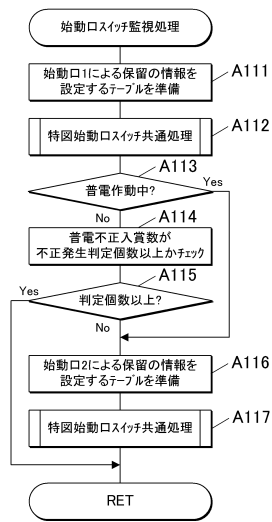 始動口スイッチ監視処理
A111
始動口1による保留の情報を
設定するテーブルを準備
A112
特図始動口スイッチ共通処理
A113
普電作動中?
Yes
No
A114
普電不正入賞数が
不正発生判定個数以上かチェック
A115
Yes
判定個数以上?
No
A116
始動口2による保留の情報を
設定するテーブルを準備
A117
特図始動口スイッチ共通処理
RET